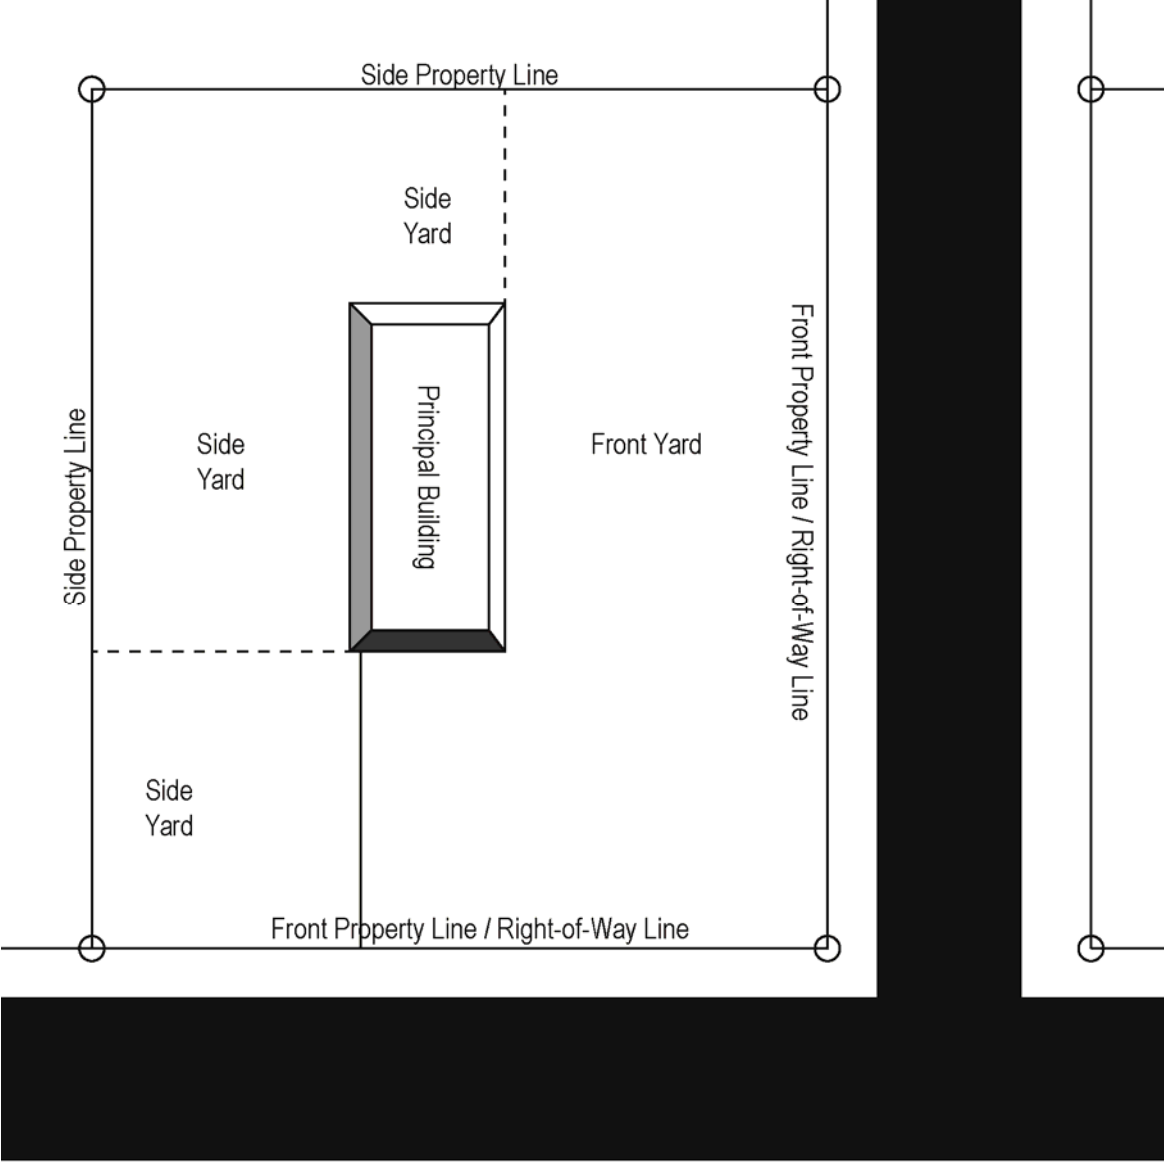 Side Property Line
Side
Yard
Front Property Line / Right-of-Way Line
Principal Building
Side Property Line
Side
Yard
Front Yard
Side
Yard
Front Property Line / Right-of-Way Line